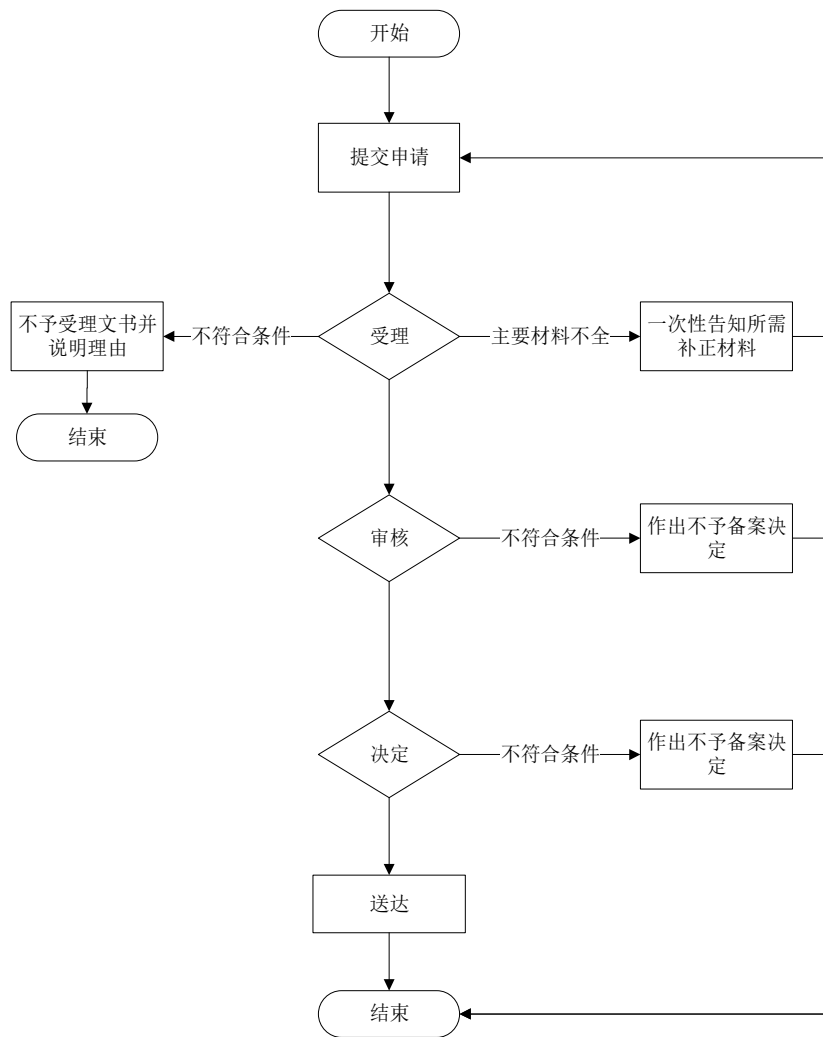 开始
提交申请
不予受理文书并
说明理由
不符合条件
受理
主要材料不全
一次性告知所需
补正材料
结束
审核
不符合条件
作出不予备案决
定
决定
不符合条件
作出不予备案决
定
送达
结束